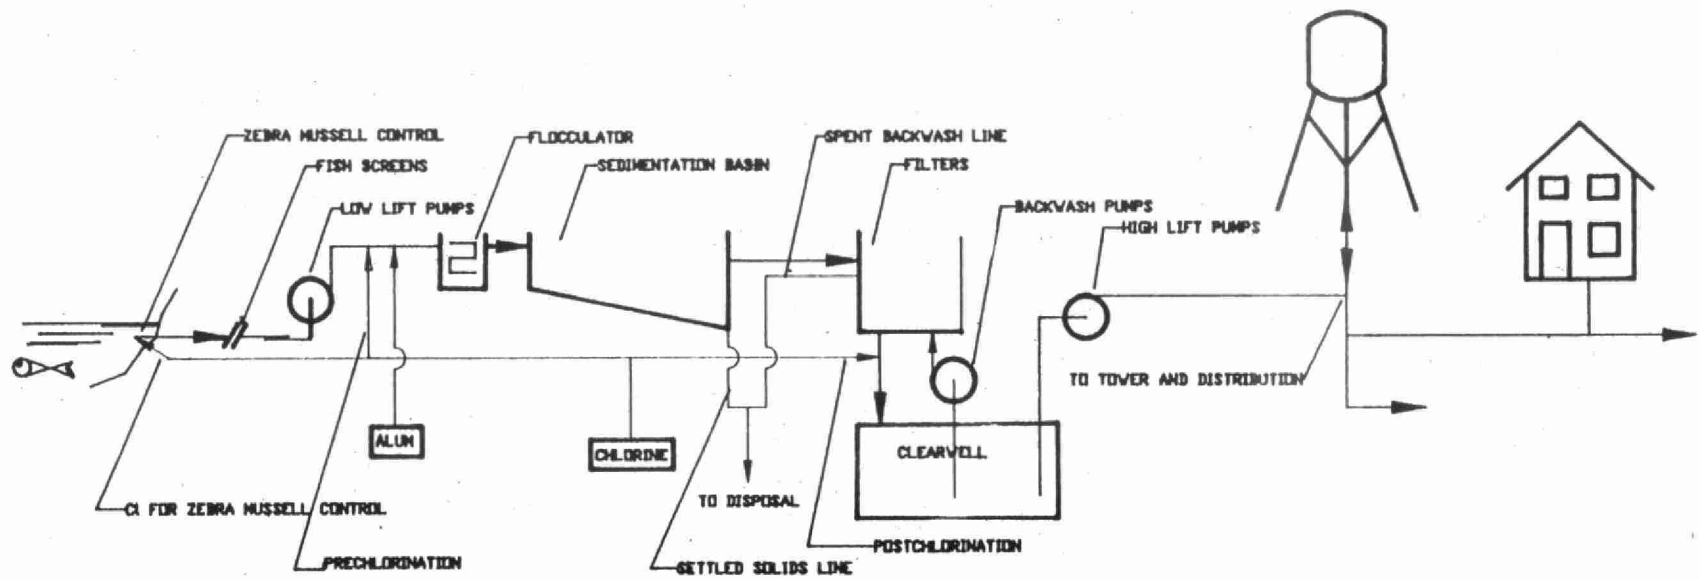 ZEBRA MUSSELL CONTROL
FLOCCULATOR
SPENT BACKWASH LINE
FISH SCREENS
SEDIMENTATION BASIN
FILTERS
LOW LIFT PUMPS
BACKWASH PUMPS
HIGH LIFT PUMPS
TO TOWER AND DISTRIBUTION
ALUM
CHLORINE
CLEARWELL
TO DISPOSAL
Cl FOR ZEBRA MUSSELL CONTROL
POSTCHLORINATION
PRECHLORINATION
SETTLED SOLIDS LINE